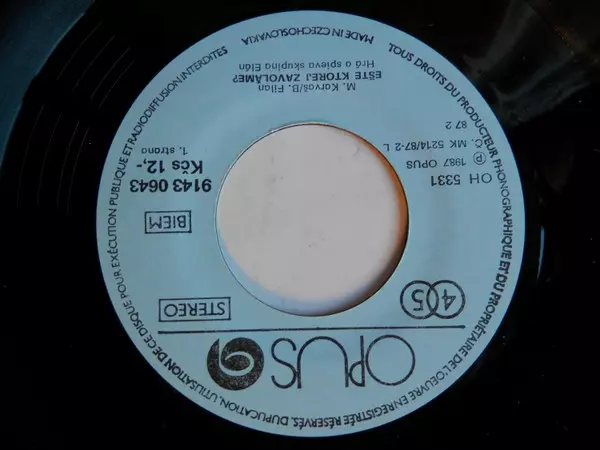 OPUS
STEREO
45
BIEM
9143 0643
Kčs 12,-
1. strana
OH 5331
℗ 1987 OPUS
Č. MK 5214/87-2 L
87 2
EŠTE KTOREJ ZAVOLÁME?
M. Karvaš/B. Filan
Hrá a spieva skupina Elán
TOUS DROITS DU PRODUCTEUR PHONOGRAPHIQUE ET DU PROPRIÉTAIRE DE L'OEUVRE ENREGISTRÉE RÉSERVÉS. DUPLICATION, UTILISATION DE CE DISQUE POUR EXÉCUTION PUBLIQUE ET RADIODIFFUSION INTERDITES
MADE IN CZECHOSLOVAKIA